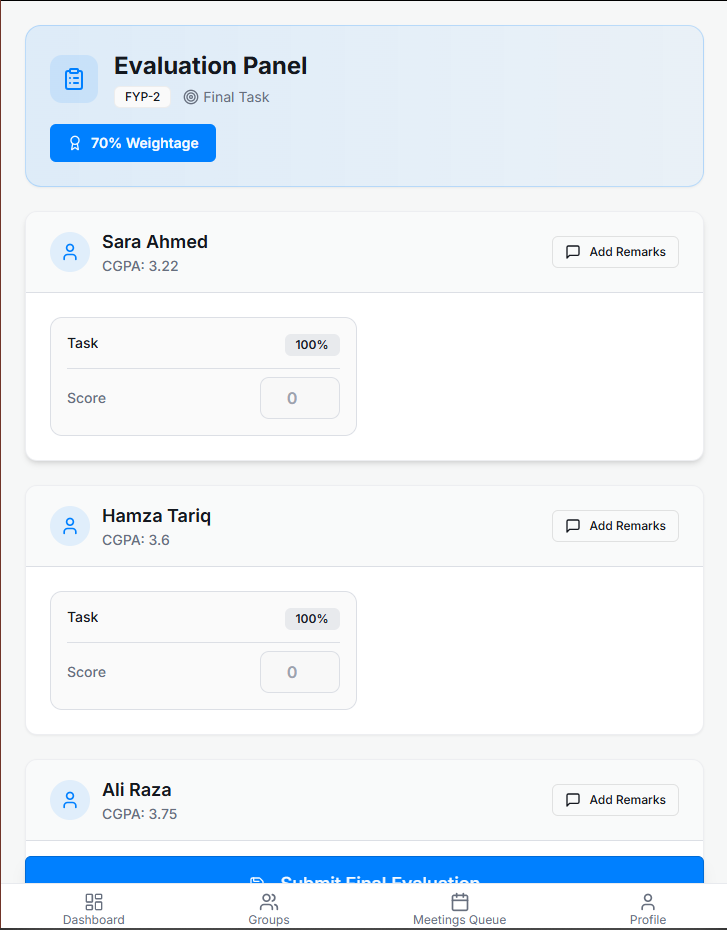 Evaluation Panel
FYP-2 Final Task
70% Weightage
Sara Ahmed
CGPA: 3.22
Add Remarks
Task 100%
Score 0
Hamza Tariq
CGPA: 3.6
Add Remarks
Task 100%
Score 0
Ali Raza
CGPA: 3.75
Add Remarks
Submit Final Evaluation
Dashboard Groups Meetings Queue Profile